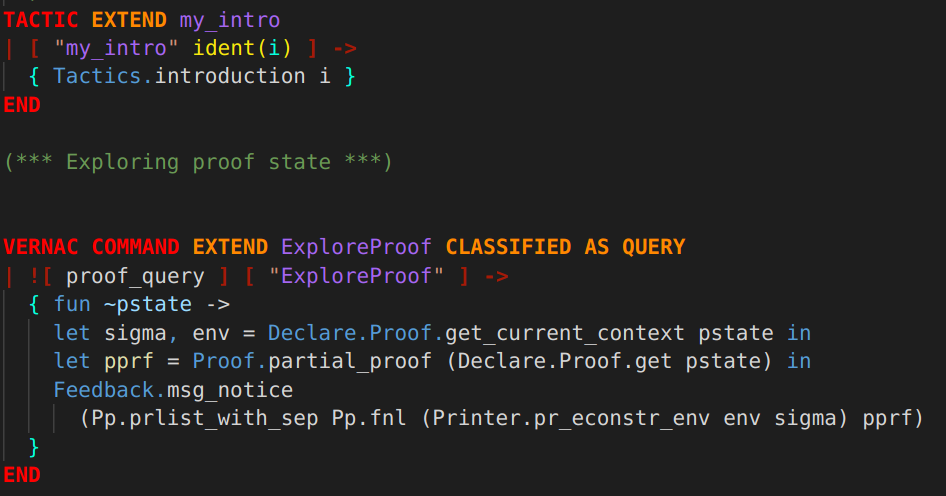 TACTIC EXTEND my_intro
| [ "my_intro" ident(i) ] ->
  { Tactics.introduction i }
END
(*** Exploring proof state ***)
VERNAC COMMAND EXTEND ExploreProof CLASSIFIED AS QUERY
| ![ proof_query ] [ "ExploreProof" ] ->
  { fun ~pstate ->
    let sigma, env = Declare.Proof.get_current_context pstate in
    let pprf = Proof.partial_proof (Declare.Proof.get pstate) in
    Feedback.msg_notice
      (Pp.prlist_with_sep Pp.fnl (Printer.pr_econstr_env env sigma) pprf)
  }
END